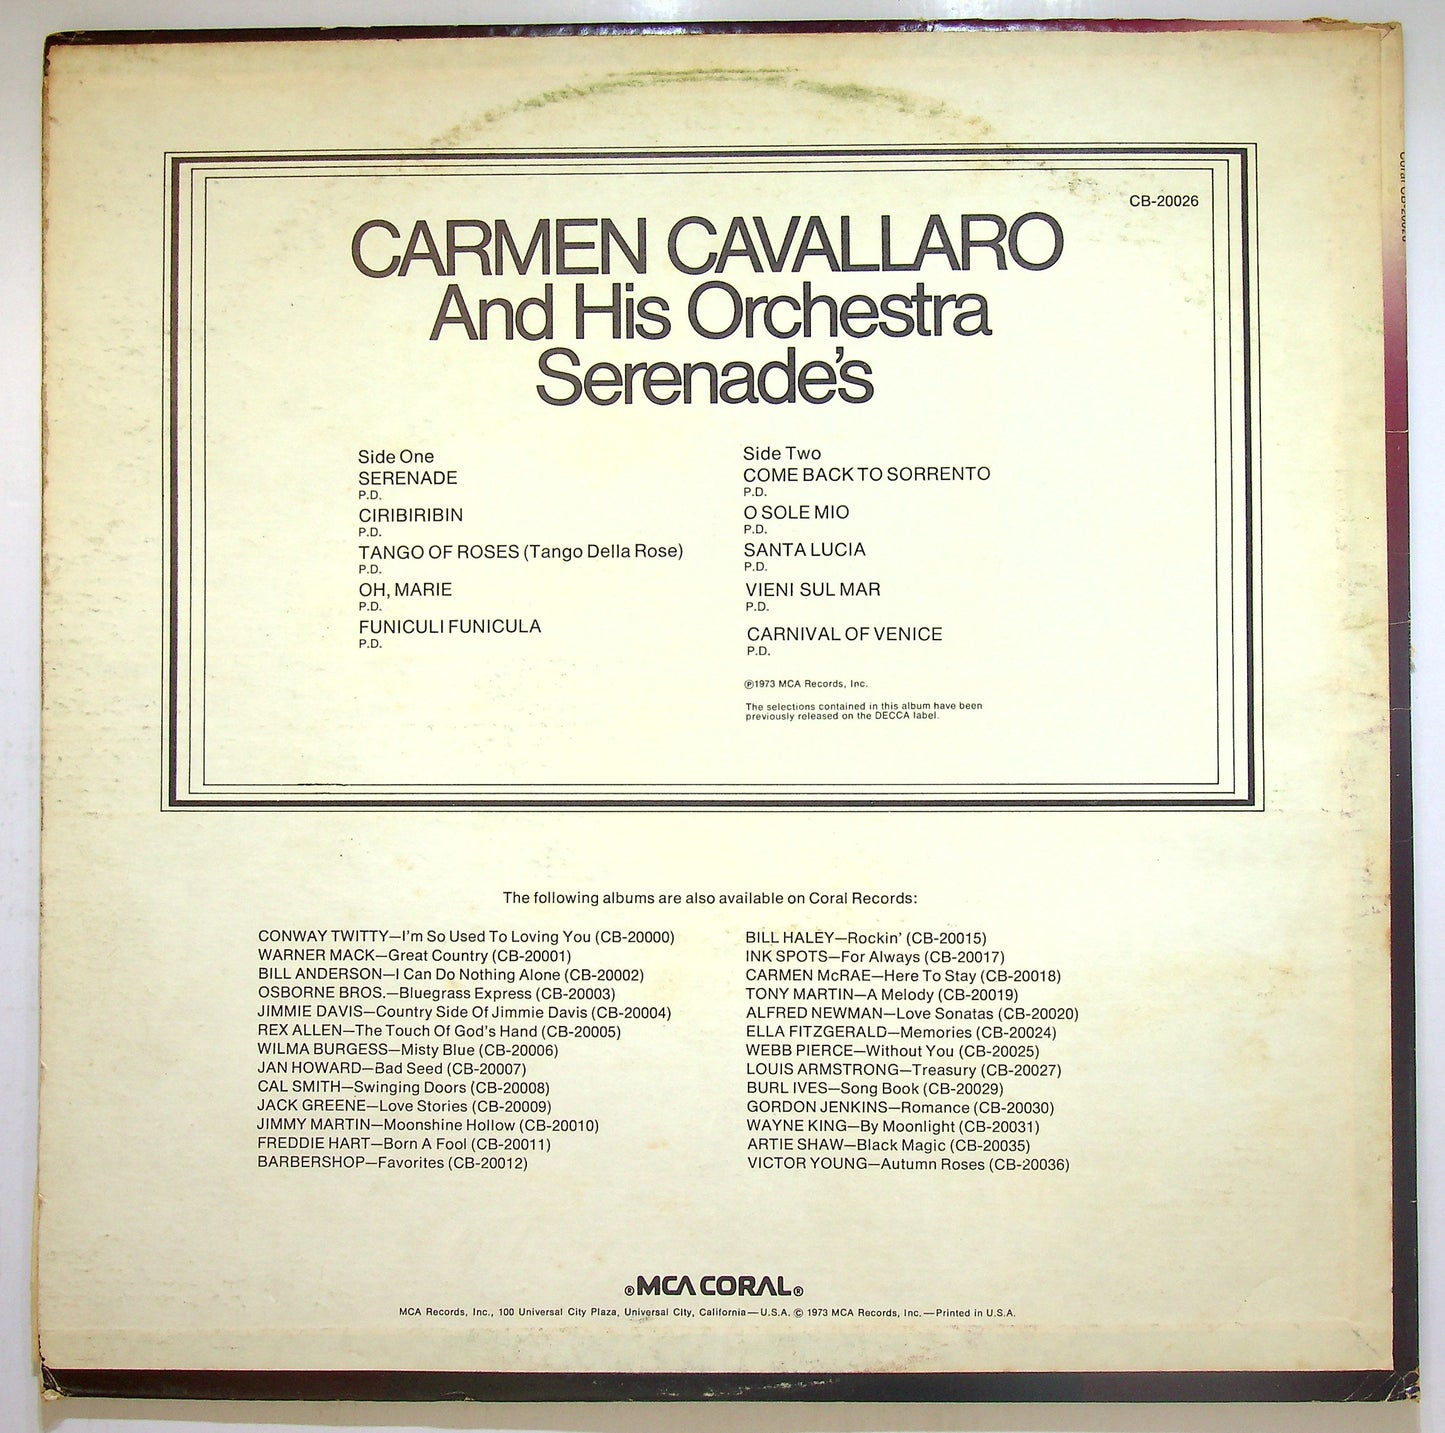 CB-20026
CARMEN CAVALLARO
And His Orchestra
Serenade's
Side One
SERENADE
P.D.
CIRIBIRIBIN
P.D.
TANGO OF ROSES (Tango Della Rose)
P.D.
OH, MARIE
P.D.
FUNICULI FUNICULA
P.D.
Side Two
COME BACK TO SORRENTO
P.D.
O SOLE MIO
P.D.
SANTA LUCIA
P.D.
VIENI SUL MAR
P.D.
CARNIVAL OF VENICE
P.D.
℗1973 MCA Records, Inc.
The selections contained in this album have been
previously released on the DECCA label.
The following albums are also available on Coral Records:
CONWAY TWITTY—I'm So Used To Loving You (CB-20000)
WARNER MACK—Great Country (CB-20001)
BILL ANDERSON—I Can Do Nothing Alone (CB-20002)
OSBORNE BROS.—Bluegrass Express (CB-20003)
JIMMIE DAVIS—Country Side Of Jimmie Davis (CB-20004)
REX ALLEN—The Touch Of God's Hand (CB-20005)
WILMA BURGESS—Misty Blue (CB-20006)
JAN HOWARD—Bad Seed (CB-20007)
CAL SMITH—Swinging Doors (CB-20008)
JACK GREENE—Love Stories (CB-20009)
JIMMY MARTIN—Moonshine Hollow (CB-20010)
FREDDIE HART—Born A Fool (CB-20011)
BARBERSHOP—Favorites (CB-20012)
BILL HALEY—Rockin' (CB-20015)
INK SPOTS—For Always (CB-20017)
CARMEN McRAE—Here To Stay (CB-20018)
TONY MARTIN—A Melody (CB-20019)
ALFRED NEWMAN—Love Sonatas (CB-20020)
ELLA FITZGERALD—Memories (CB-20024)
WEBB PIERCE—Without You (CB-20025)
LOUIS ARMSTRONG—Treasury (CB-20027)
BURL IVES—Song Book (CB-20029)
GORDON JENKINS—Romance (CB-20030)
WAYNE KING—By Moonlight (CB-20031)
ARTIE SHAW—Black Magic (CB-20035)
VICTOR YOUNG—Autumn Roses (CB-20036)
®MCA CORAL®
MCA Records, Inc., 100 Universal City Plaza, Universal City, California—U.S.A. © 1973 MCA Records, Inc.—Printed in U.S.A.
Coral CB-20026